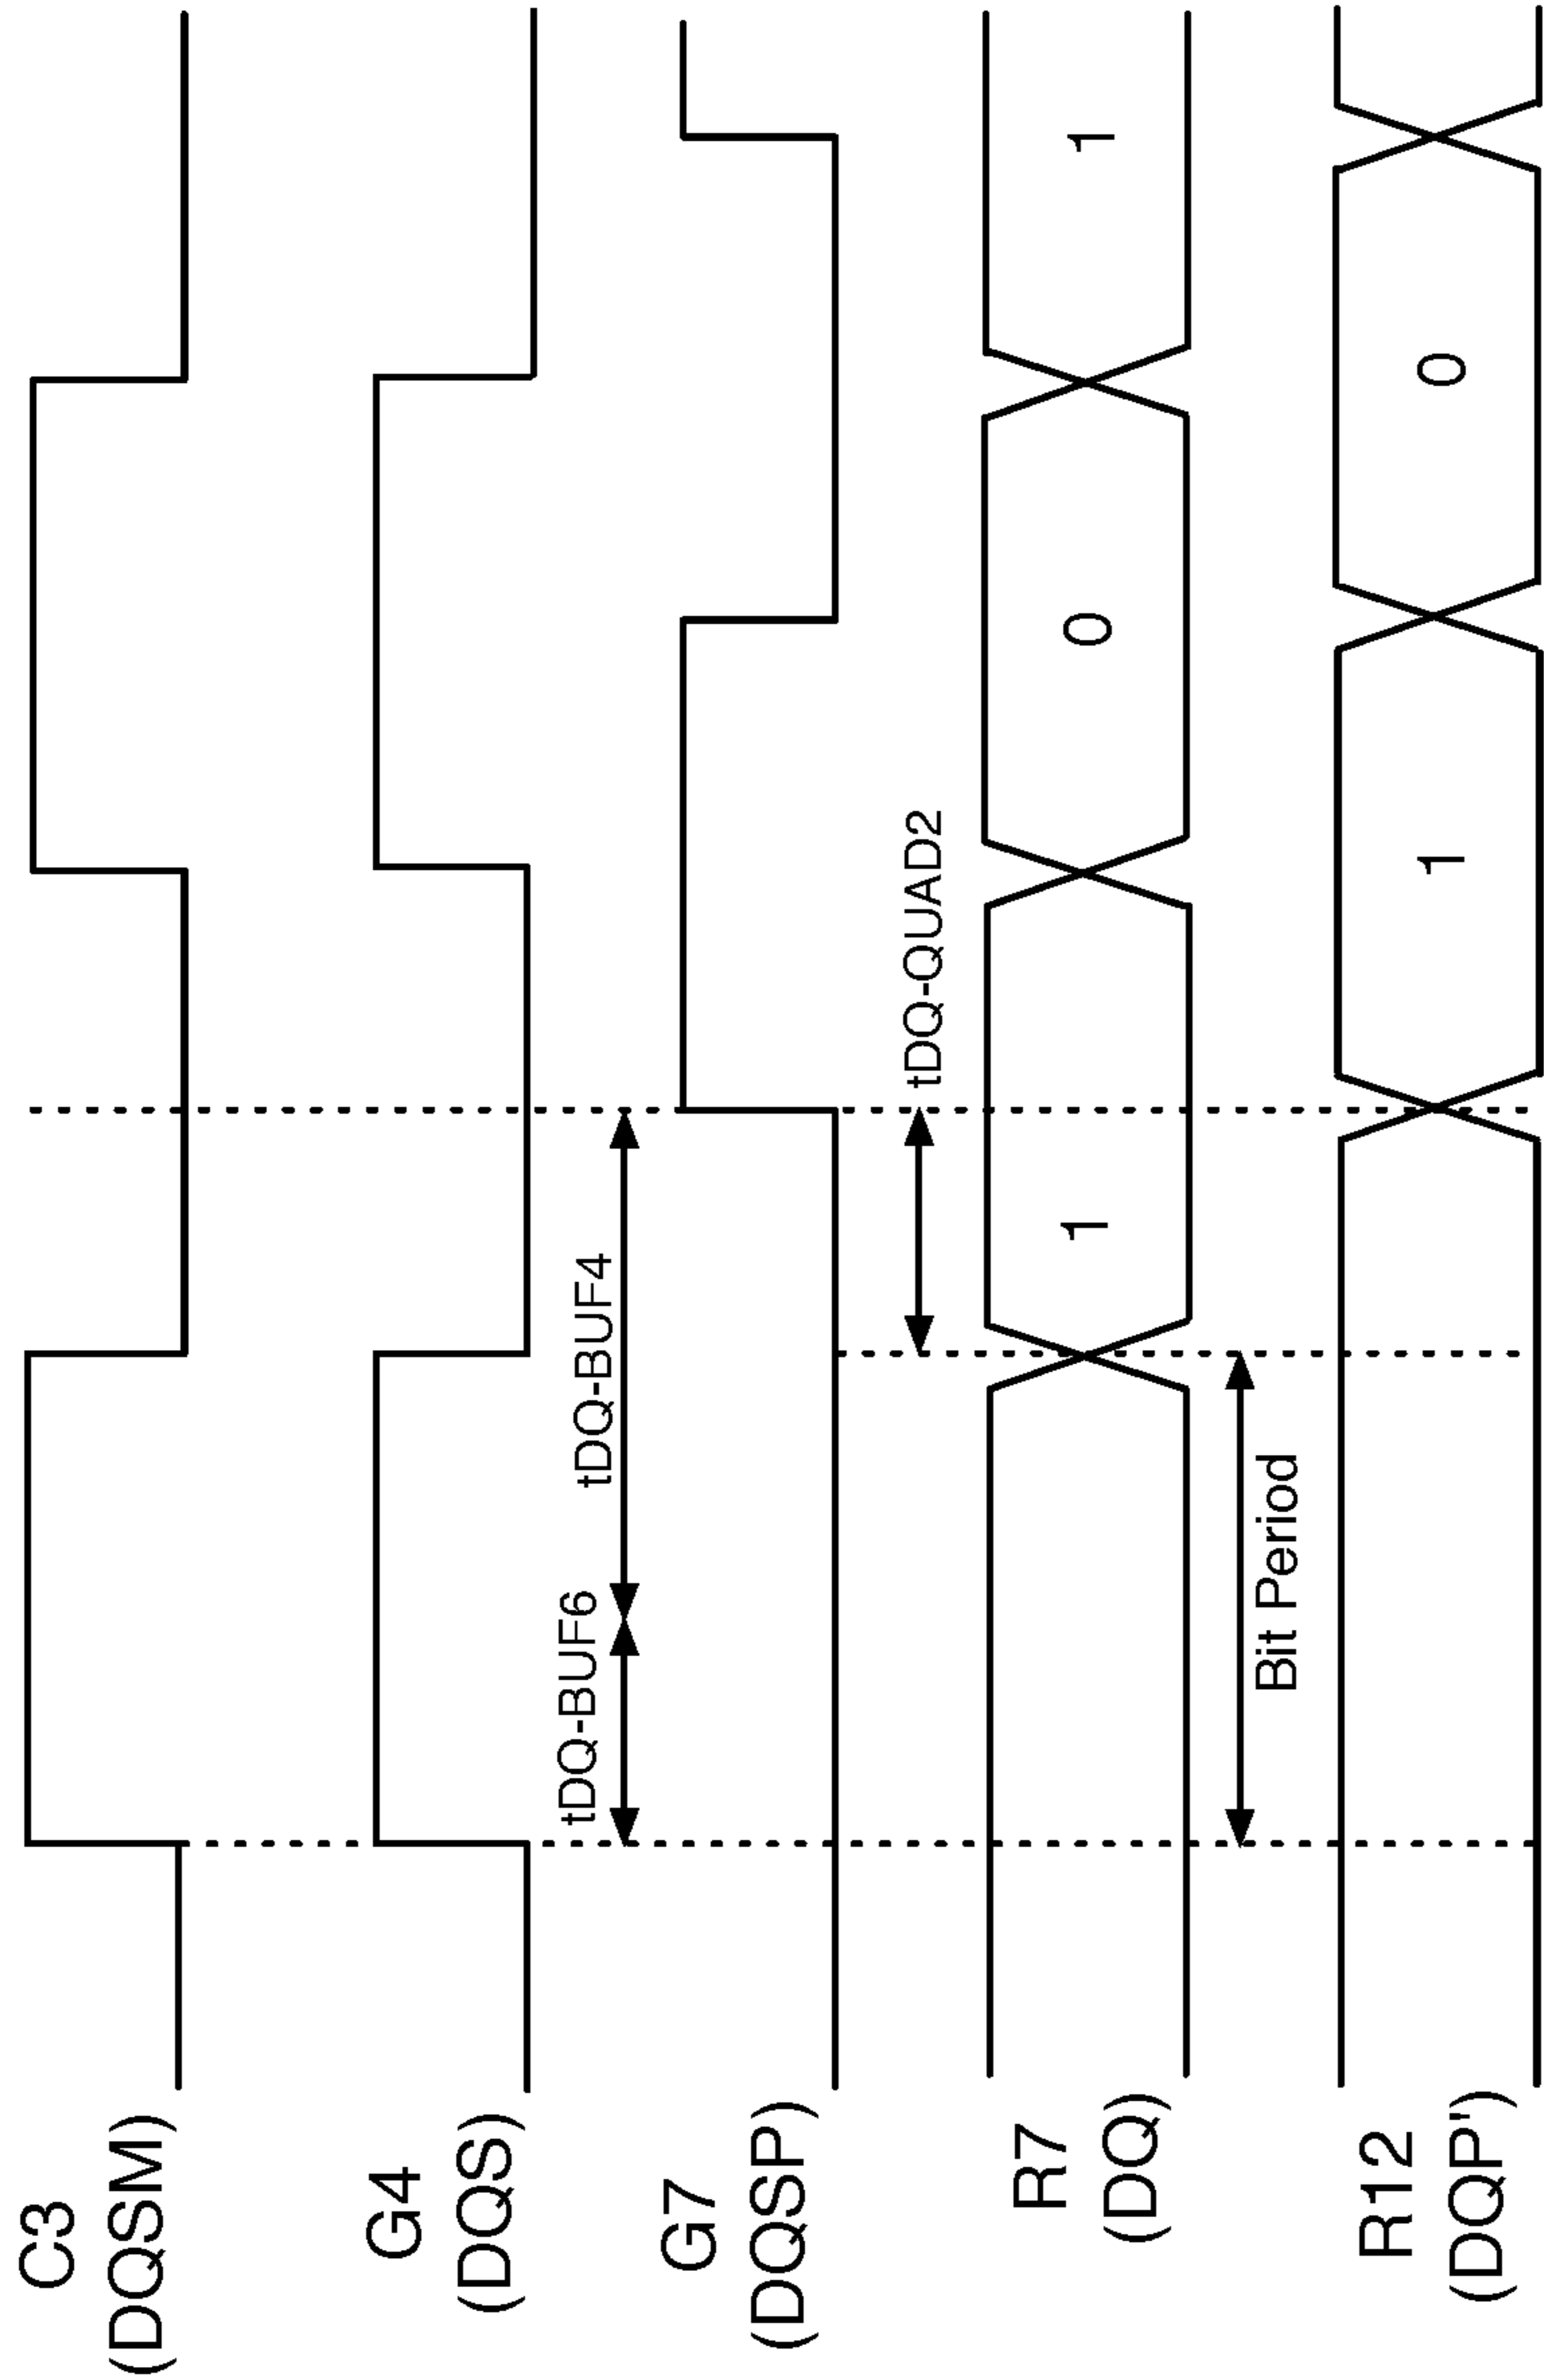 C3
(DQSM)
G4
(DQS)
tDQ-BUF6
tDQ-BUF4
G7
(DQSP)
tDQ-QUAD2
R7
(DQ)
1
0
1
Bit Period
R12
(DQP')
1
0